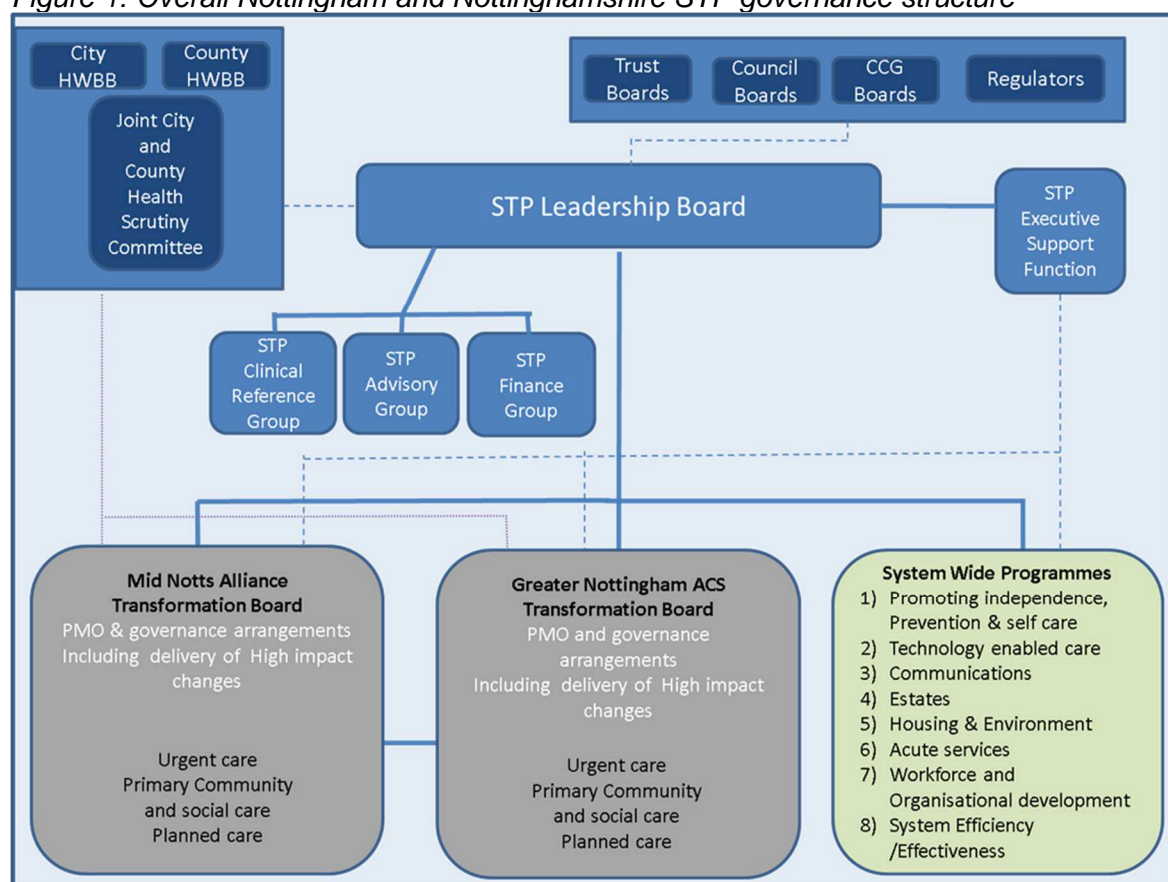 Figure 1: Overall Nottingham and Nottinghamshire STP governance structure
City
HWBB
County
HWBB
Joint City
and
County
Health
Scrutiny
Committee
Trust
Boards
Council
Boards
CCG
Boards
Regulators
STP Leadership Board
STP
Executive
Support
Function
STP
Clinical
Reference
Group
STP
Advisory
Group
STP
Finance
Group
Mid Notts Alliance
Transformation Board
PMO & governance arrangements
Including delivery of High impact
changes
Urgent care
Primary Community
and social care
Planned care
Greater Nottingham ACS
Transformation Board
PMO and governance
arrangements
Including delivery of High impact
changes
Urgent care
Primary Community
and social care
Planned care
System Wide Programmes
1) Promoting independence,
Prevention & self care
2) Technology enabled care
3) Communications
4) Estates
5) Housing & Environment
6) Acute services
7) Workforce and
Organisational development
8) System Efficiency
/Effectiveness